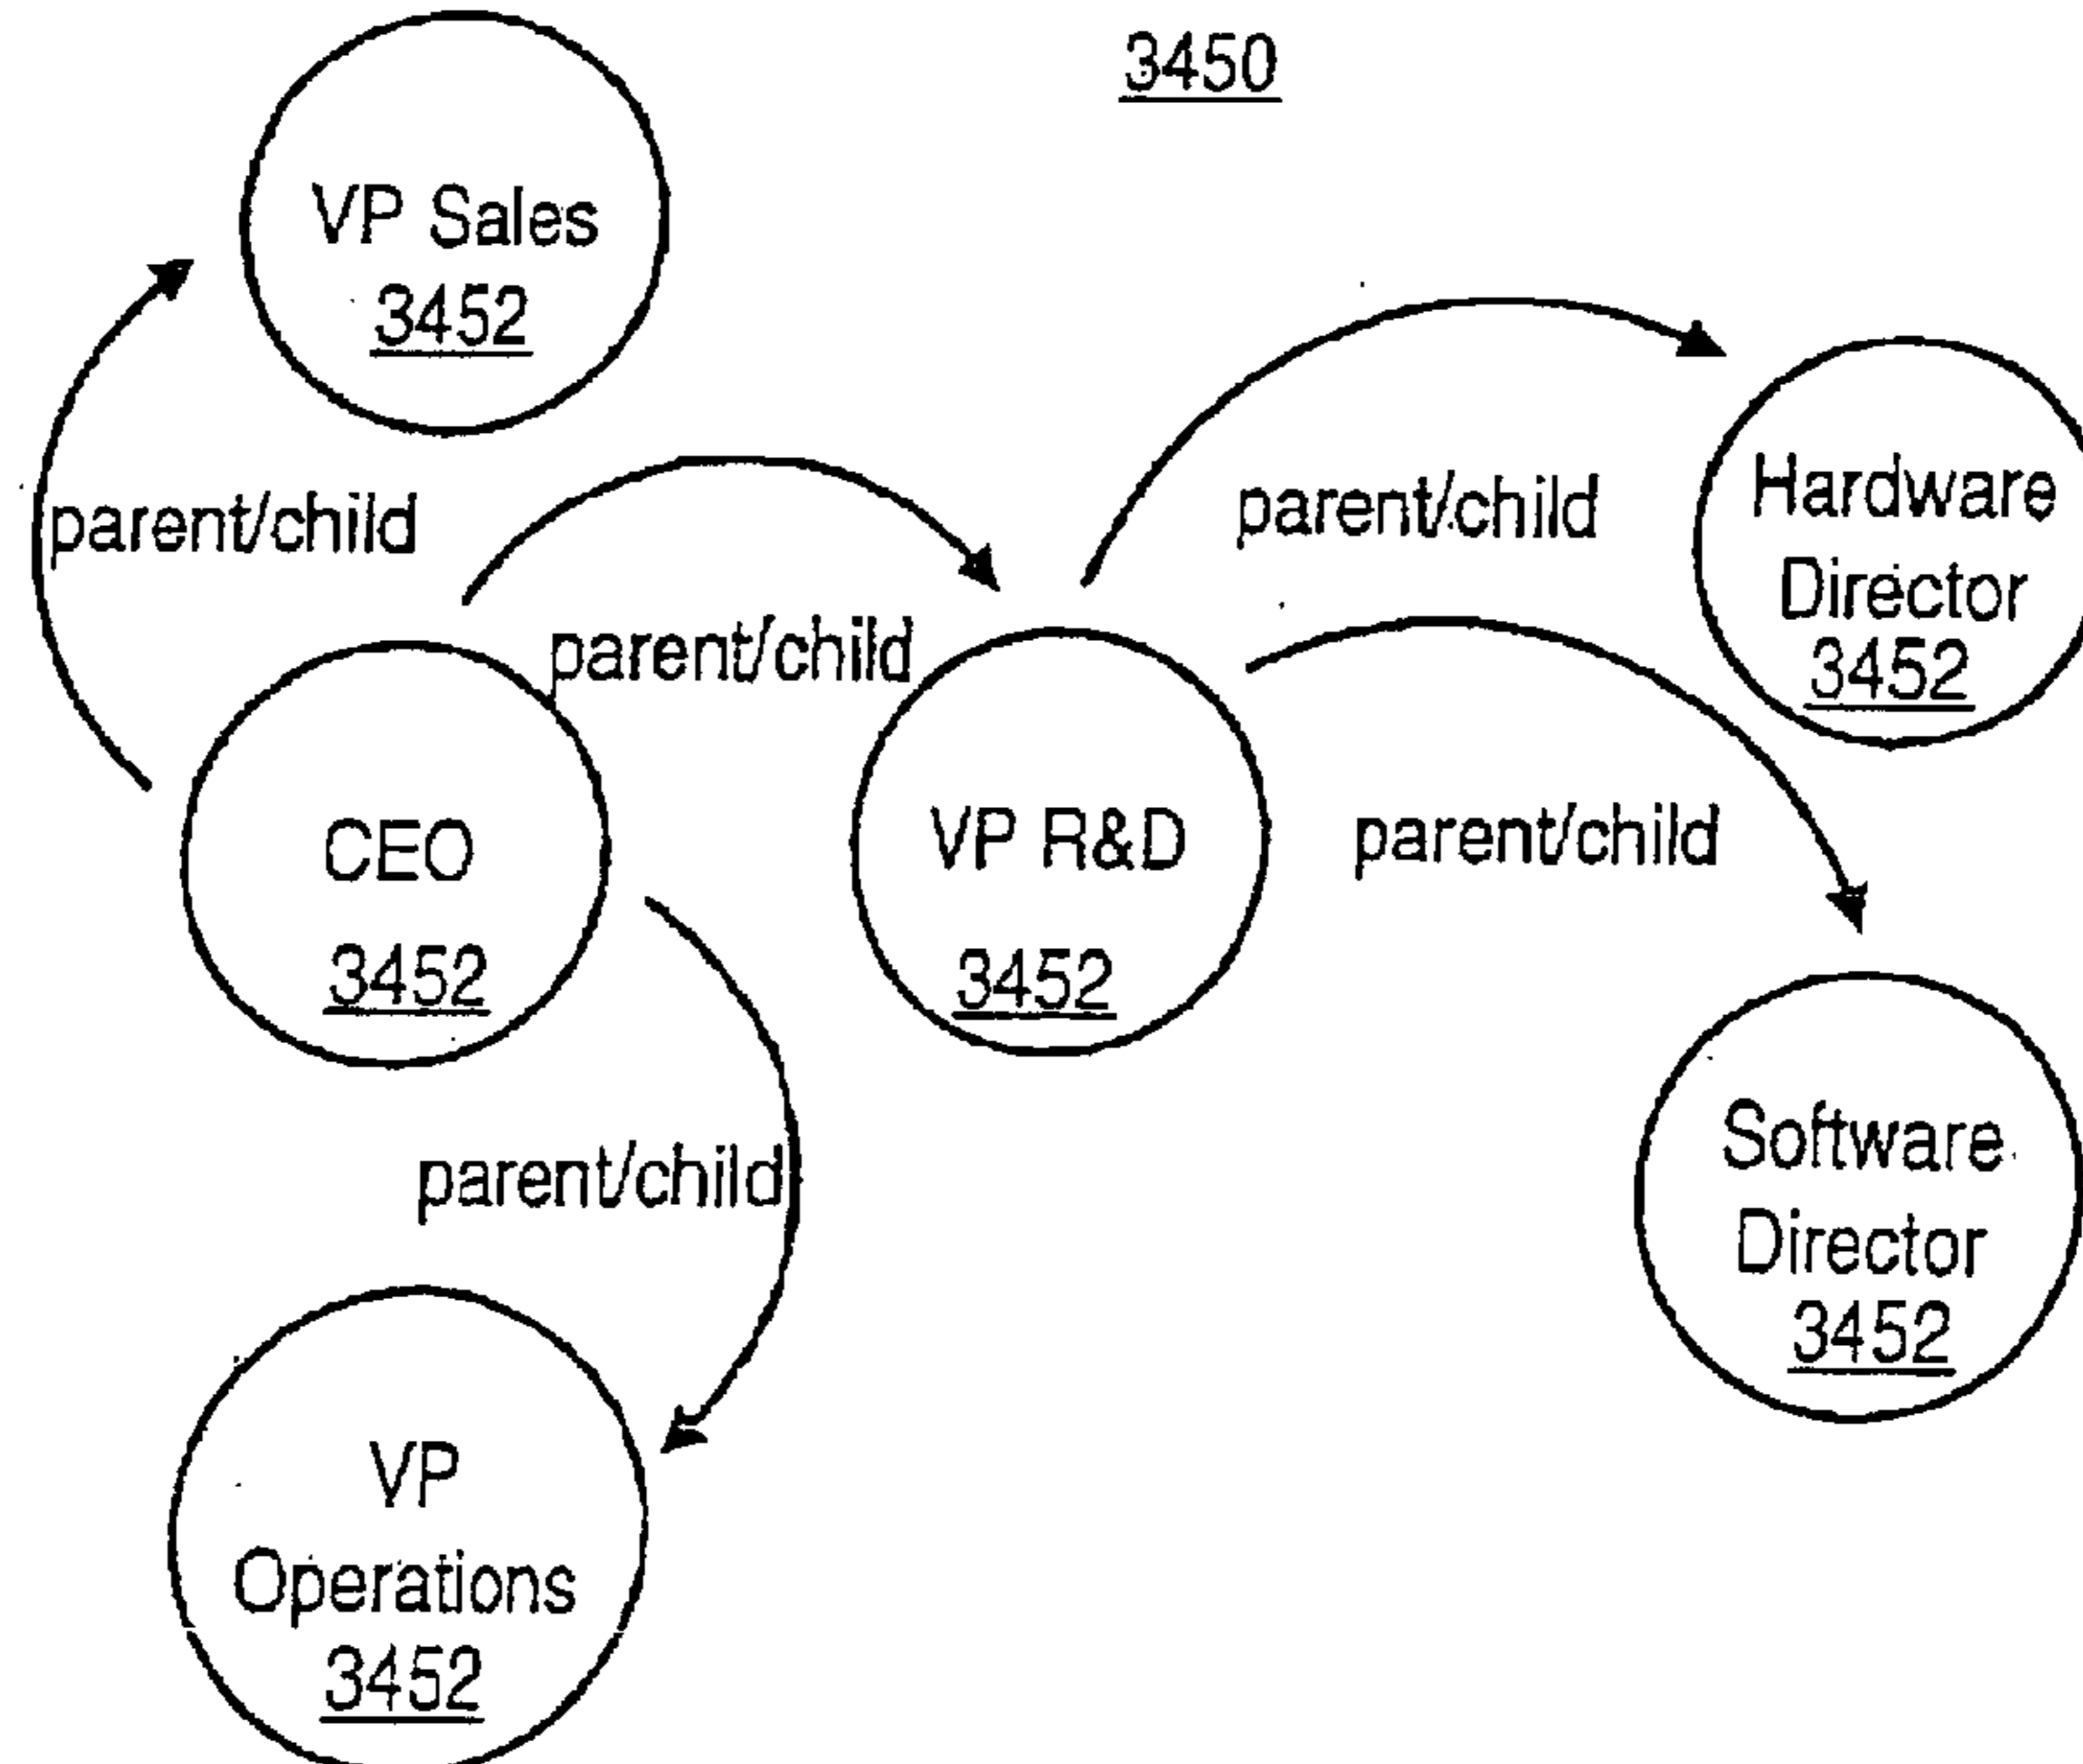 3450
VP Sales
3452
parent/child
parent/child
parent/child
Hardware
Director
3452
CEO
3452
VP R&D
3452
parent/child
parent/child
Software
Director
3452
VP
Operations
3452